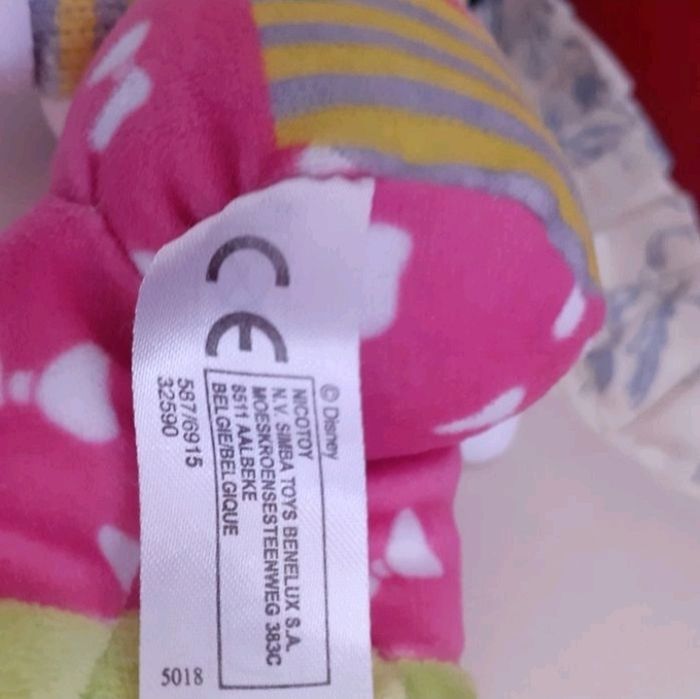 CE
© Disney
NICOTOY
N.V. SIMBA TOYS BENELUX S.A.
MOESKROENSESTEENWEG 383C
8511 AALBEKE
BELGIE/BELGIQUE
587/6915
32590
5018